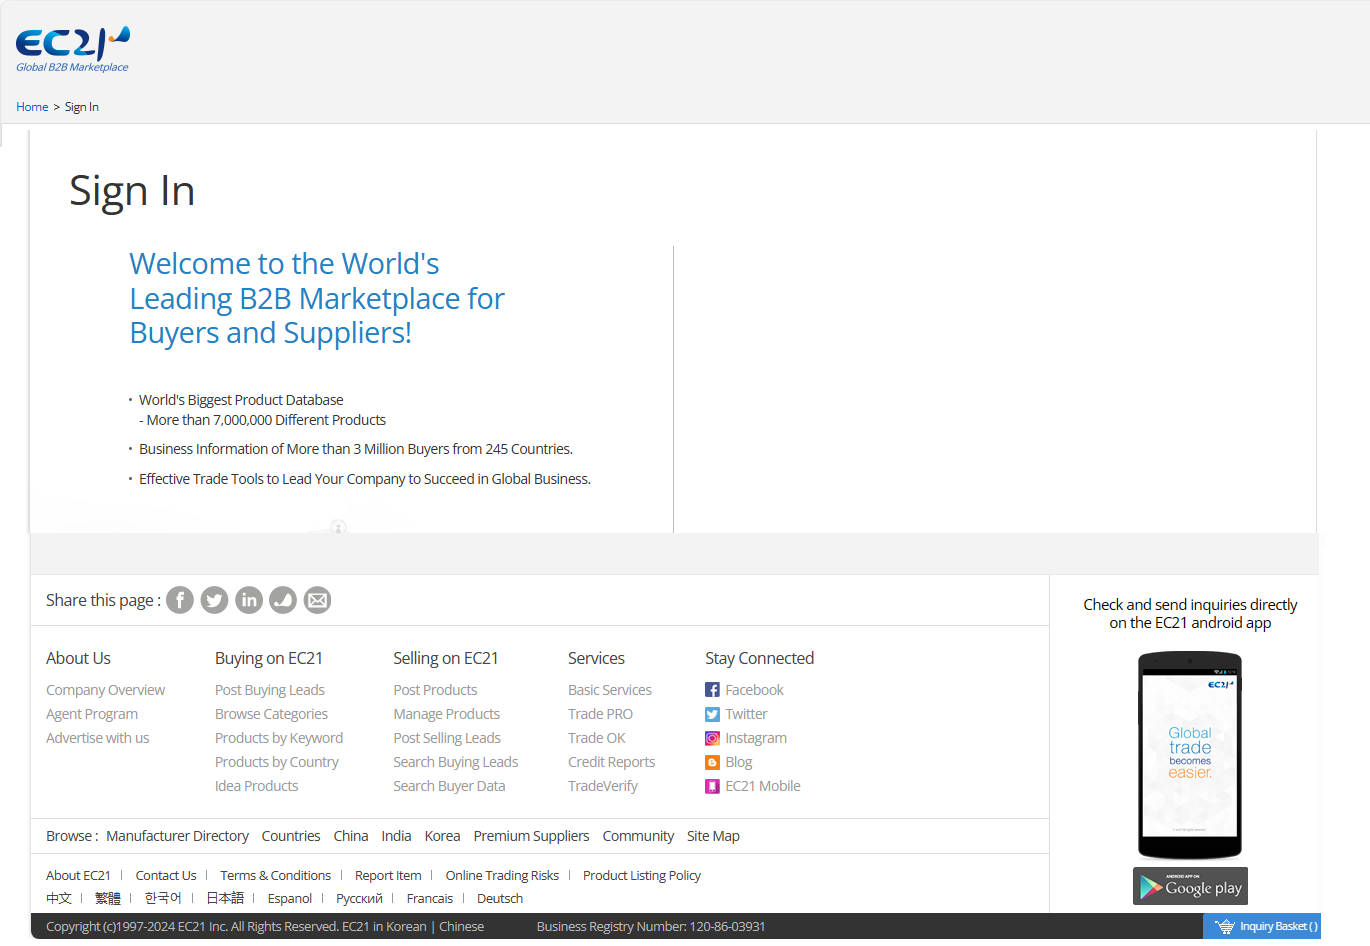 EC21
Global B2B Marketplace
Home > Sign In
Sign In
Welcome to the World's
Leading B2B Marketplace for
Buyers and Suppliers!
· World's Biggest Product Database
- More than 7,000,000 Different Products
· Business Information of More than 3 Million Buyers from 245 Countries.
· Effective Trade Tools to Lead Your Company to Succeed in Global Business.
Share this page :
About Us
Company Overview
Agent Program
Advertise with us
Buying on EC21
Post Buying Leads
Browse Categories
Products by Keyword
Products by Country
Idea Products
Selling on EC21
Post Products
Manage Products
Post Selling Leads
Search Buying Leads
Search Buyer Data
Services
Basic Services
Trade PRO
Trade OK
Credit Reports
TradeVerify
Stay Connected
Facebook
Twitter
Instagram
Blog
EC21 Mobile
Browse : Manufacturer Directory Countries China India Korea Premium Suppliers Community Site Map
About EC21 | Contact Us | Terms & Conditions | Report Item | Online Trading Risks | Product Listing Policy
中文 | 繁體 | 한국어 | 日本語 | Espanol | Русский | Francais | Deutsch
Check and send inquiries directly
on the EC21 android app
EC21
Global
trade
becomes
easier.
ANDROID APP ON
Google play
Copyright (c)1997-2024 EC21 Inc. All Rights Reserved. EC21 in Korean | Chinese Business Registry Number: 120-86-03931
Inquiry Basket ( )